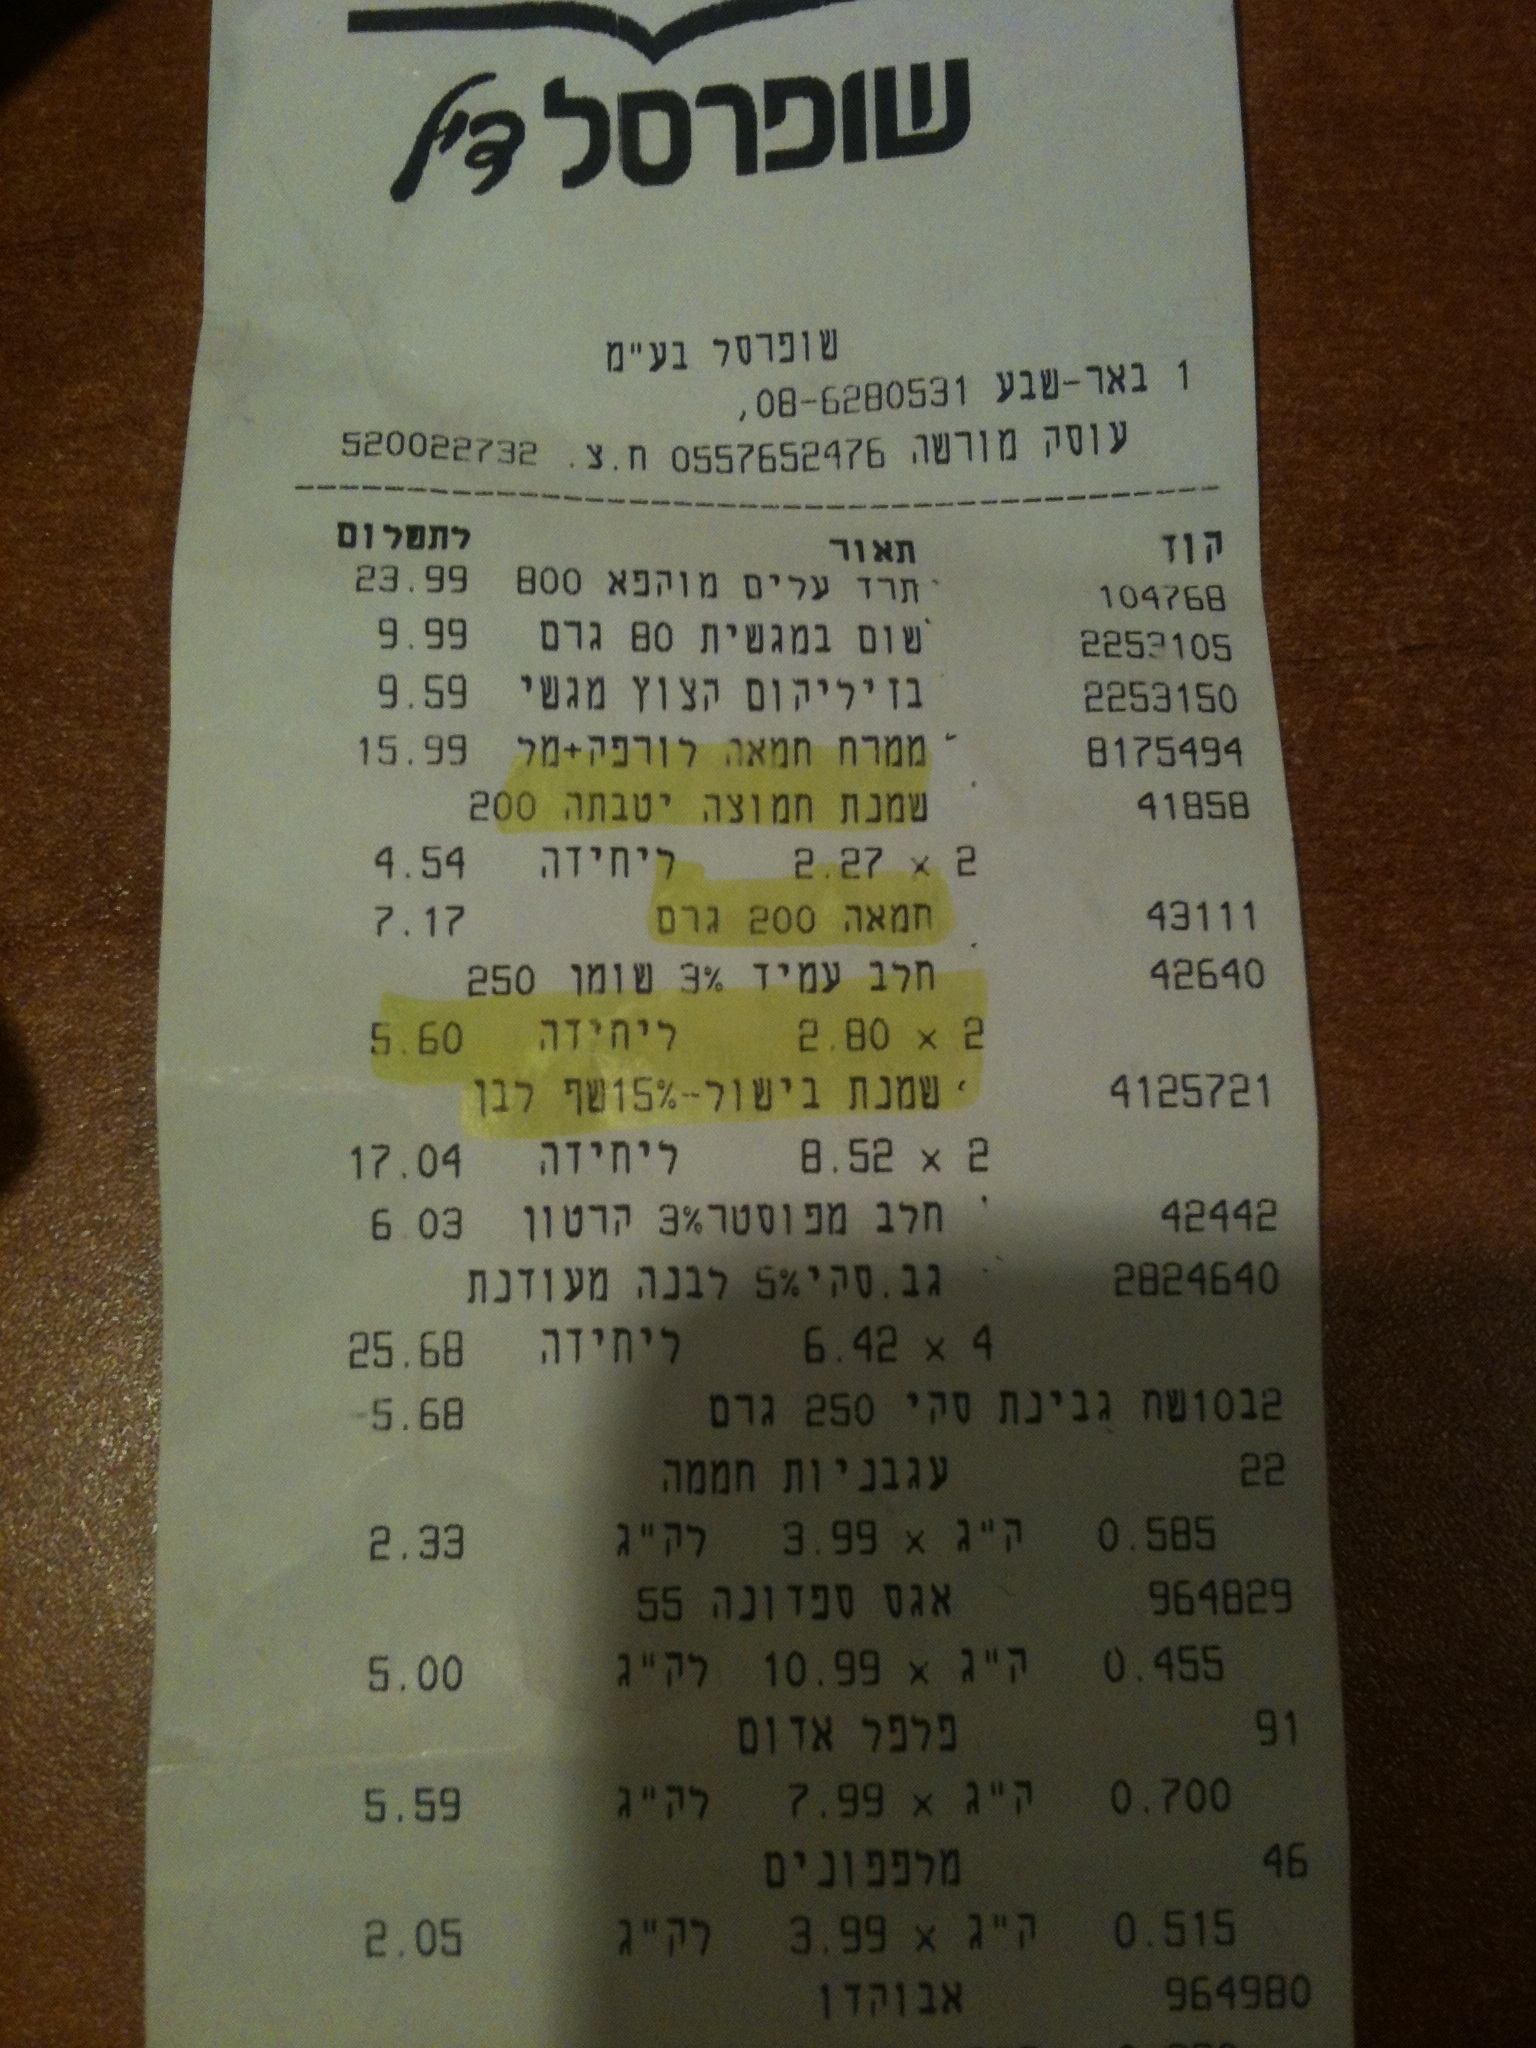 שופרסל דיל
שופרסל בע"מ
1 באר-שבע 08-6280531,
עוסק מורשה 0557652476 ח.צ. 520022732
קוד תאור לתשלום
104768 תרד עלים מוקפא 800 23.99
2253105 שום במגשית 80 גרם 9.99
2253150 בזיליקום קצוץ מגשי 9.59
8175494 ממרח חמאה לורפק+מל 15.99
41858 שמנת חמוצה יטבתה 200
2 x 2.27 ליחידה 4.54
43111 חמאה 200 גרם 7.17
42640 חלב עמיד 3% שומן 250
2 x 2.80 ליחידה 5.60
4125721 שמנת בישול-15%שף לבן
2 x 8.52 ליחידה 17.04
42442 חלב מפוסטר3% קרטון 6.03
2824640 גב.סקי5% לבנה מעודנת
4 x 6.42 ליחידה 25.68
2ב10שח גבינת סקי 250 גרם -5.68
22 עגבניות חממה
0.585 ק"ג x 3.99 לק"ג 2.33
964829 אגס ספדונה 55
0.455 ק"ג x 10.99 לק"ג 5.00
91 פלפל אדום
0.700 ק"ג x 7.99 לק"ג 5.59
46 מלפפונים
0.515 ק"ג x 3.99 לק"ג 2.05
964980 אבוקדו